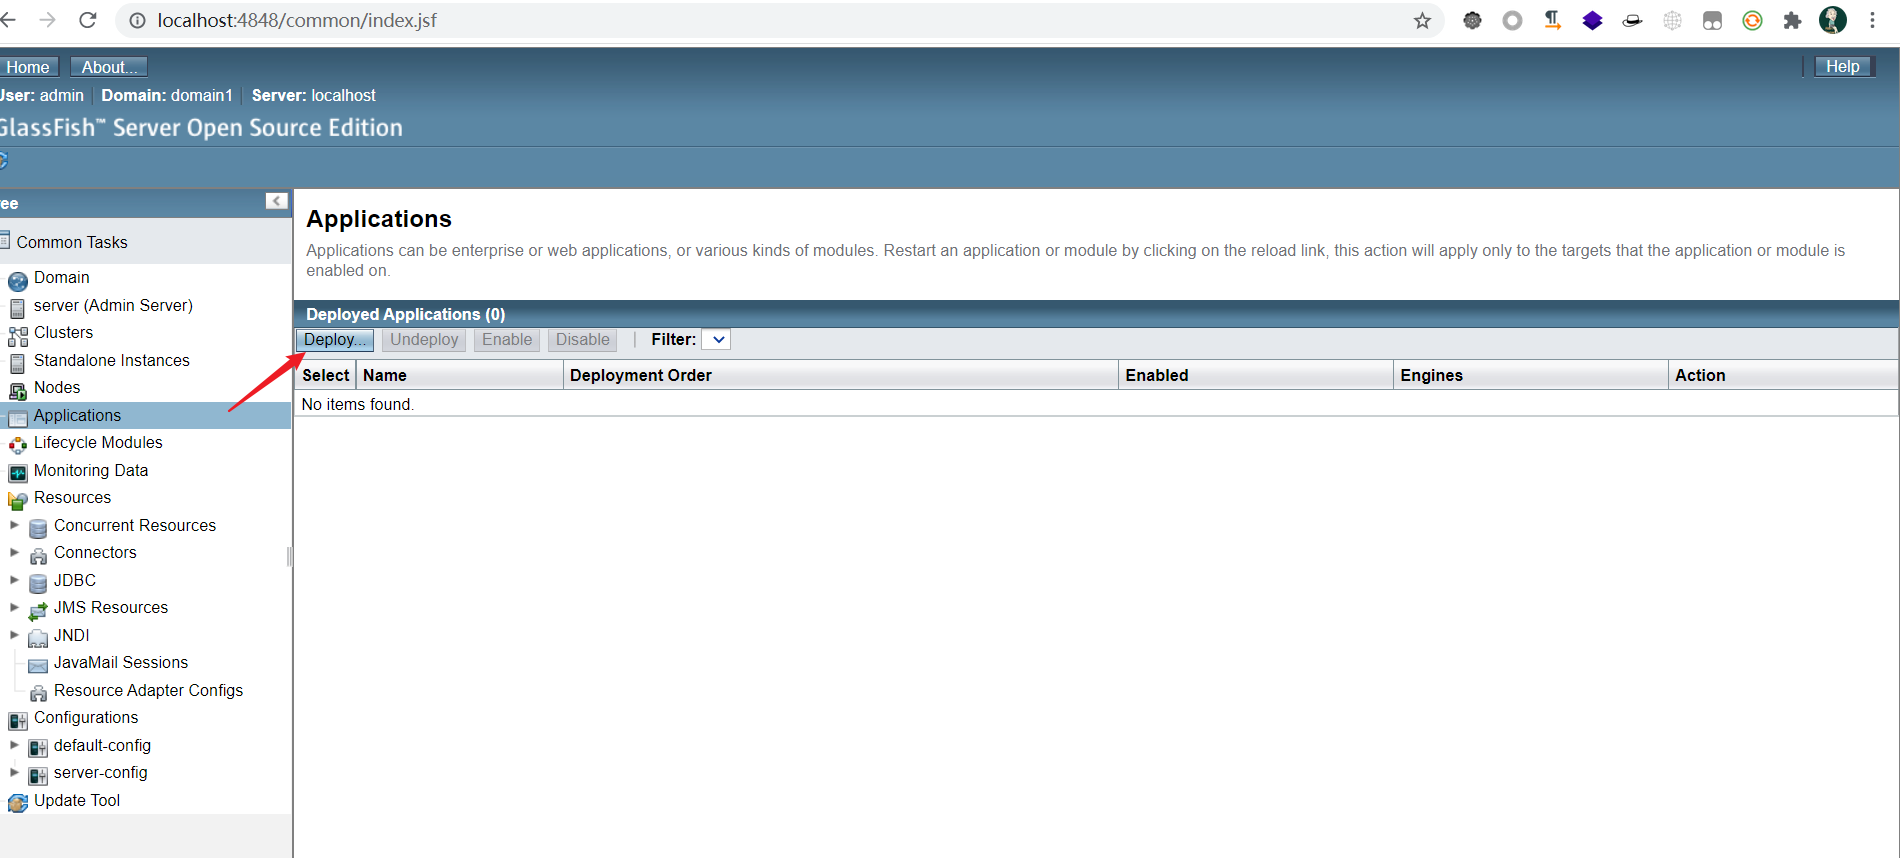 localhost:4848/common/index.jsf
Home About... Help
User: admin Domain: domain1 Server: localhost
GlassFish™ Server Open Source Edition
ree
Common Tasks
Domain
server (Admin Server)
Clusters
Standalone Instances
Nodes
Applications
Lifecycle Modules
Monitoring Data
Resources
Concurrent Resources
Connectors
JDBC
JMS Resources
JNDI
JavaMail Sessions
Resource Adapter Configs
Configurations
default-config
server-config
Update Tool
Applications
Applications can be enterprise or web applications, or various kinds of modules. Restart an application or module by clicking on the reload link, this action will apply only to the targets that the application or module is
enabled on.
Deployed Applications (0)
Deploy... Undeploy Enable Disable | Filter:
Select Name Deployment Order Enabled Engines Action
No items found.